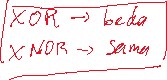 XOR → beda
XNOR → sama